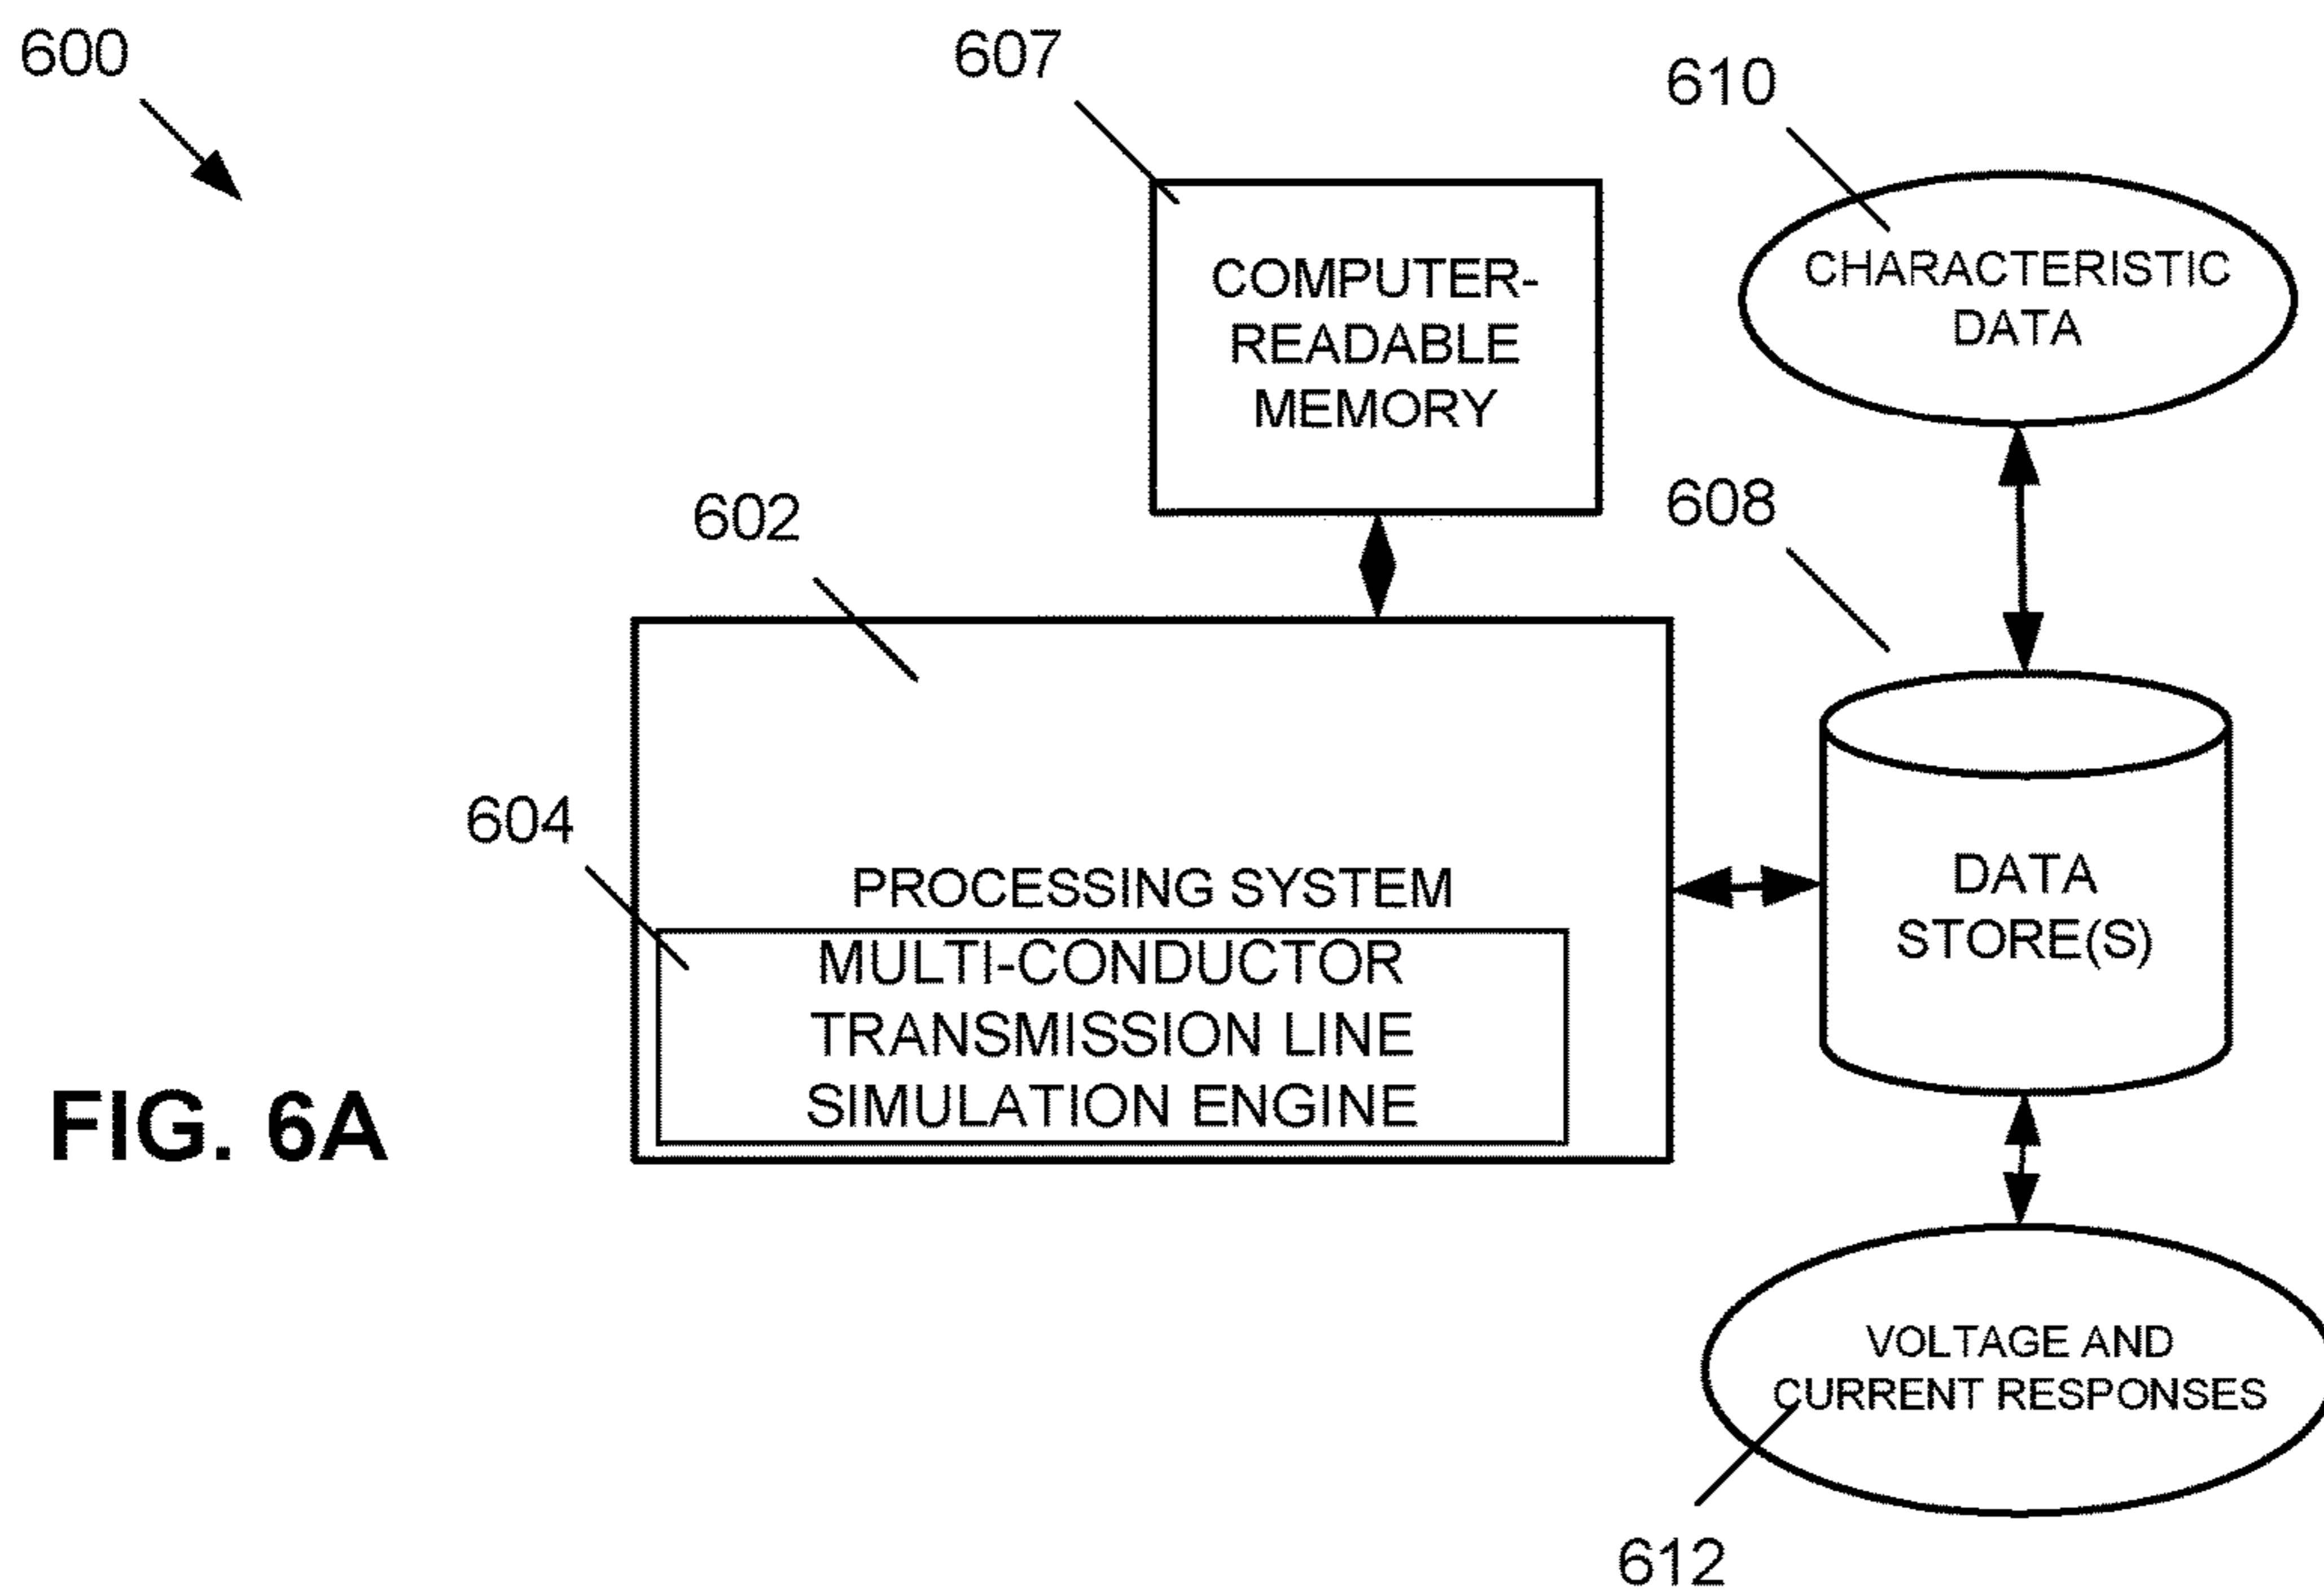 600
607
610
COMPUTER-
READABLE
MEMORY
CHARACTERISTIC
DATA
602
608
604
PROCESSING SYSTEM
MULTI-CONDUCTOR
TRANSMISSION LINE
SIMULATION ENGINE
DATA
STORE(S)
FIG. 6A
VOLTAGE AND
CURRENT RESPONSES
612